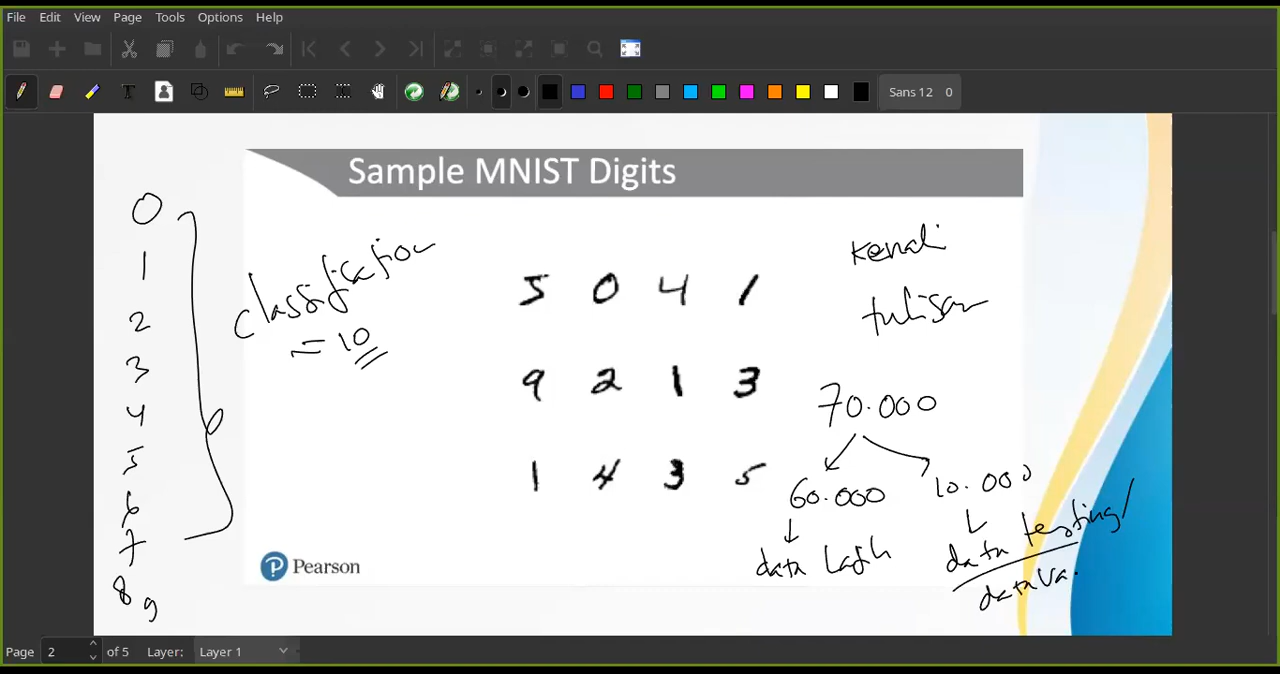 File Edit View Page Tools Options Help
Sans 12 0
Sample MNIST Digits
0
1
2
3
4
5
6
7
8 9
classification
= 10
5 0 4 1
9 2 1 3
1 4 3 5
kenali
tulisan
70.000
60.000 10.000
data latih
data testing/
data va.
Pearson
Page 2 of 5 Layer: Layer 1